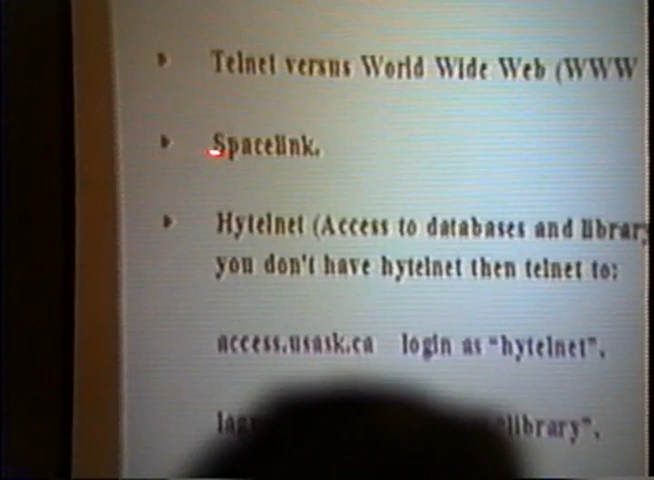 Telnet versus World Wide Web (WWW
Spacelink.
Hytelnet (Access to databases and library
you don't have hytelnet then telnet to:
access.usask.ca login as "hytelnet",
"library",